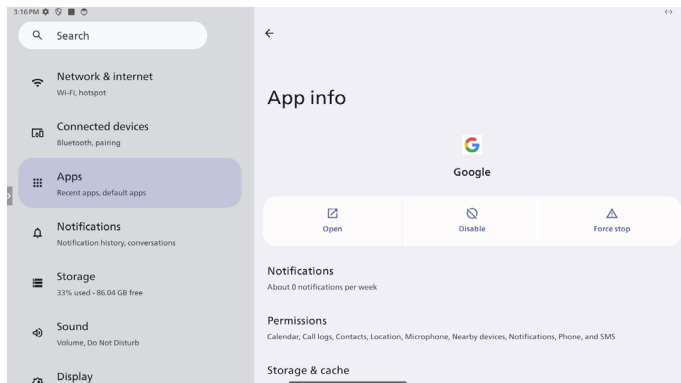 3:16 PM
Search
Network & internet
Wi-Fi, hotspot
Connected devices
Bluetooth, pairing
Apps
Recent apps, default apps
Notifications
Notification history, conversations
Storage
33% used - 86.04 GB free
Sound
Volume, Do Not Disturb
Display
App info
Google
Open
Disable
Force stop
Notifications
About 0 notifications per week
Permissions
Calendar, Call logs, Contacts, Location, Microphone, Nearby devices, Notifications, Phone, and SMS
Storage & cache